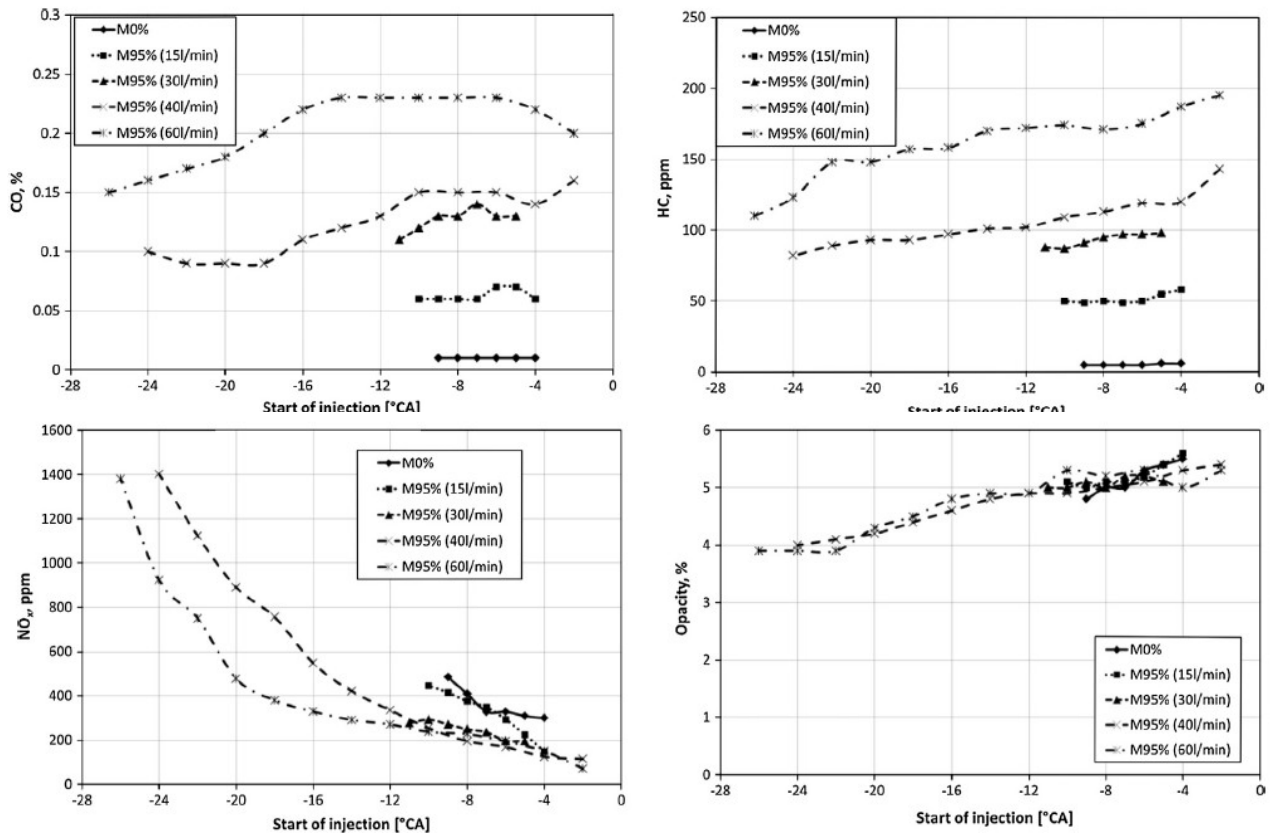 0.3
0.25
0.2
0.15
0.1
0.05
0
CO, %
M0%
M95% (15l/min)
M95% (30l/min)
M95% (40l/min)
M95% (60l/min)
-28
-24
-20
-16
-12
-8
-4
0
Start of injection [°CA]
250
200
150
100
50
0
HC, ppm
M0%
M95% (15l/min)
M95% (30l/min)
M95% (40l/min)
M95% (60l/min)
-28
-24
-20
-16
-12
-8
-4
0
Start of injection [°CA]
1600
1400
1200
1000
800
600
400
200
0
NOx, ppm
M0%
M95% (15l/min)
M95% (30l/min)
M95% (40l/min)
M95% (60l/min)
-28
-24
-20
-16
-12
-8
-4
0
Start of injection [°CA]
6
5
4
3
2
1
0
Opacity, %
M0%
M95% (15l/min)
M95% (30l/min)
M95% (40l/min)
M95% (60l/min)
-28
-24
-20
-16
-12
-8
-4
0
Start of injection [°CA]